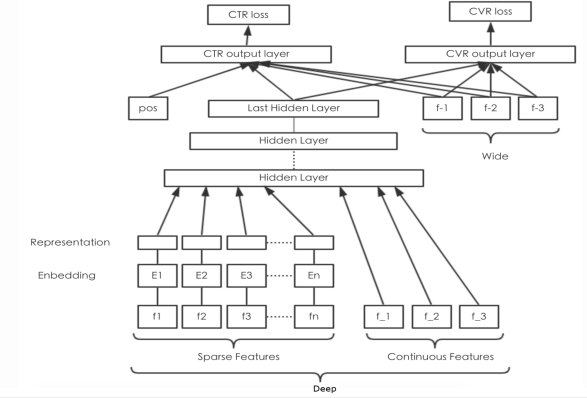 CTR loss
CVR loss
CTR output layer
CVR output layer
pos
Last Hidden Layer
f-1
f-2
f-3
Hidden Layer
Wide
Hidden Layer
Representation
Enbedding
E1
E2
E3
En
f1
f2
f3
fn
f_1
f_2
f_3
Sparse Features
Continuous Features
Deep